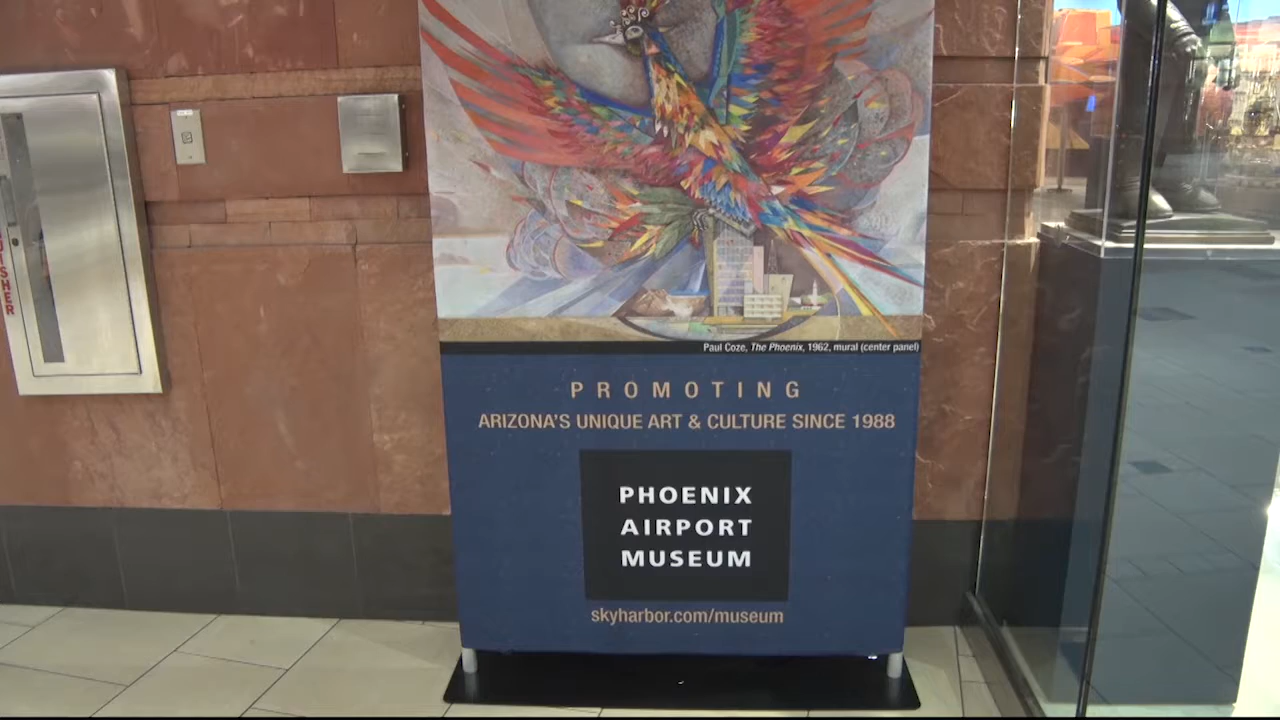 UISHER
Paul Coze, The Phoenix, 1962, mural (center panel)
PROMOTING
ARIZONA'S UNIQUE ART & CULTURE SINCE 1988
PHOENIX
AIRPORT
MUSEUM
skyharbor.com/museum